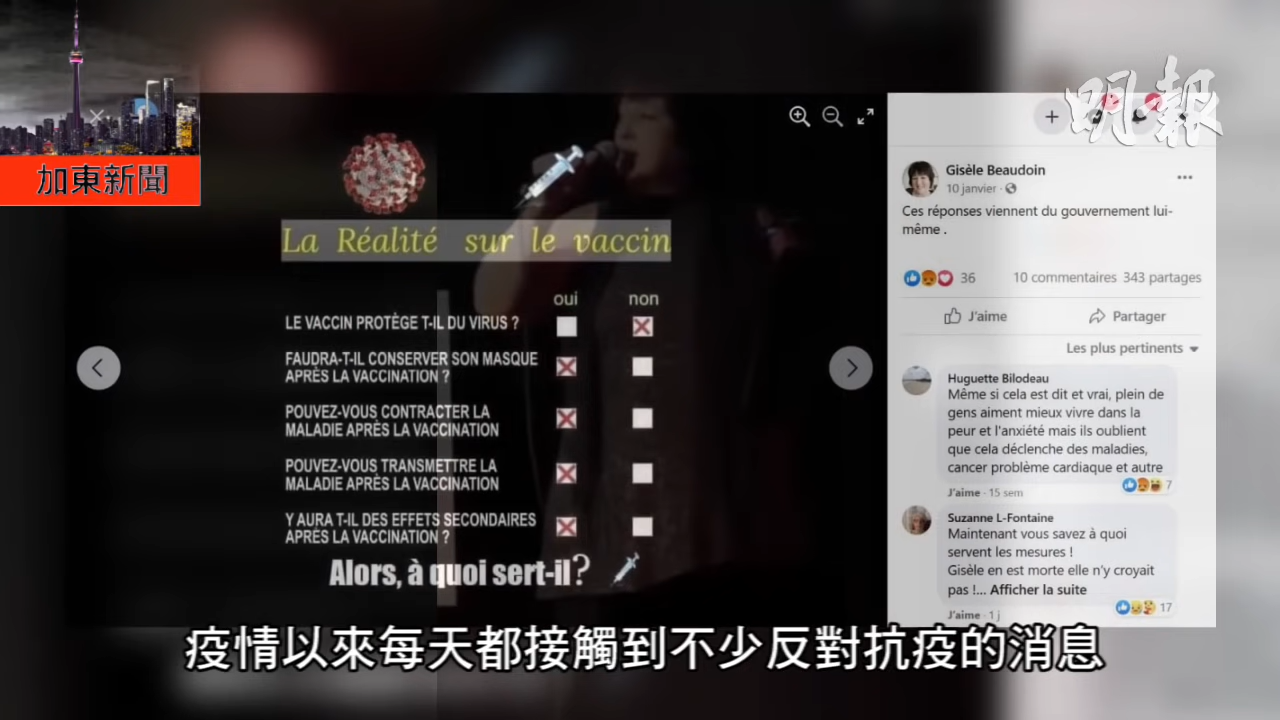 明報
加東新聞
La Réalité sur le vaccin
oui non
LE VACCIN PROTÈGE T-IL DU VIRUS ?
FAUDRA-T-IL CONSERVER SON MASQUE
APRÈS LA VACCINATION ?
POUVEZ-VOUS CONTRACTER LA
MALADIE APRÈS LA VACCINATION
POUVEZ-VOUS TRANSMETTRE LA
MALADIE APRÈS LA VACCINATION
Y AURA T-IL DES EFFETS SECONDAIRES
APRÈS LA VACCINATION ?
Alors, à quoi sert-il?
Gisèle Beaudoin
10 janvier ·
Ces réponses viennent du gouvernement lui-
même .
36 10 commentaires 343 partages
J'aime Partager
Les plus pertinents
Huguette Bilodeau
Même si cela est dit et vrai, plein de
gens aiment mieux vivre dans la
peur et l'anxiété mais ils oublient
que cela déclenche des maladies,
cancer problème cardiaque et autre
J'aime · 15 sem 7
Suzanne L-Fontaine
Maintenant vous savez à quoi
servent les mesures !
Gisèle en est morte elle n'y croyait
pas !... Afficher la suite
J'aime · 1 j 17
疫情以來每天都接觸到不少反對抗疫的消息